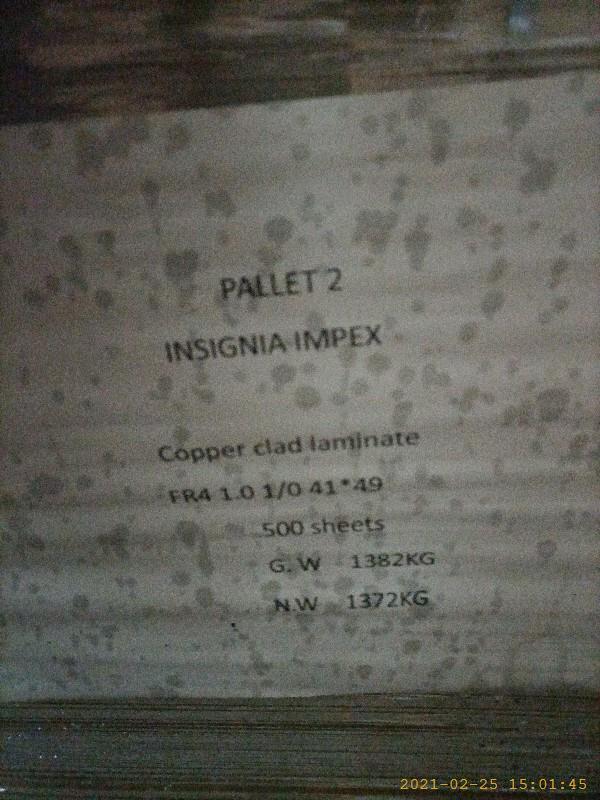 PALLET 2
INSIGNIA IMPEX
Copper clad laminate
FR4 1.0 1/0 41*49
500 sheets
G. W 1382KG
N.W 1372KG
2021-02-25 15:01:45